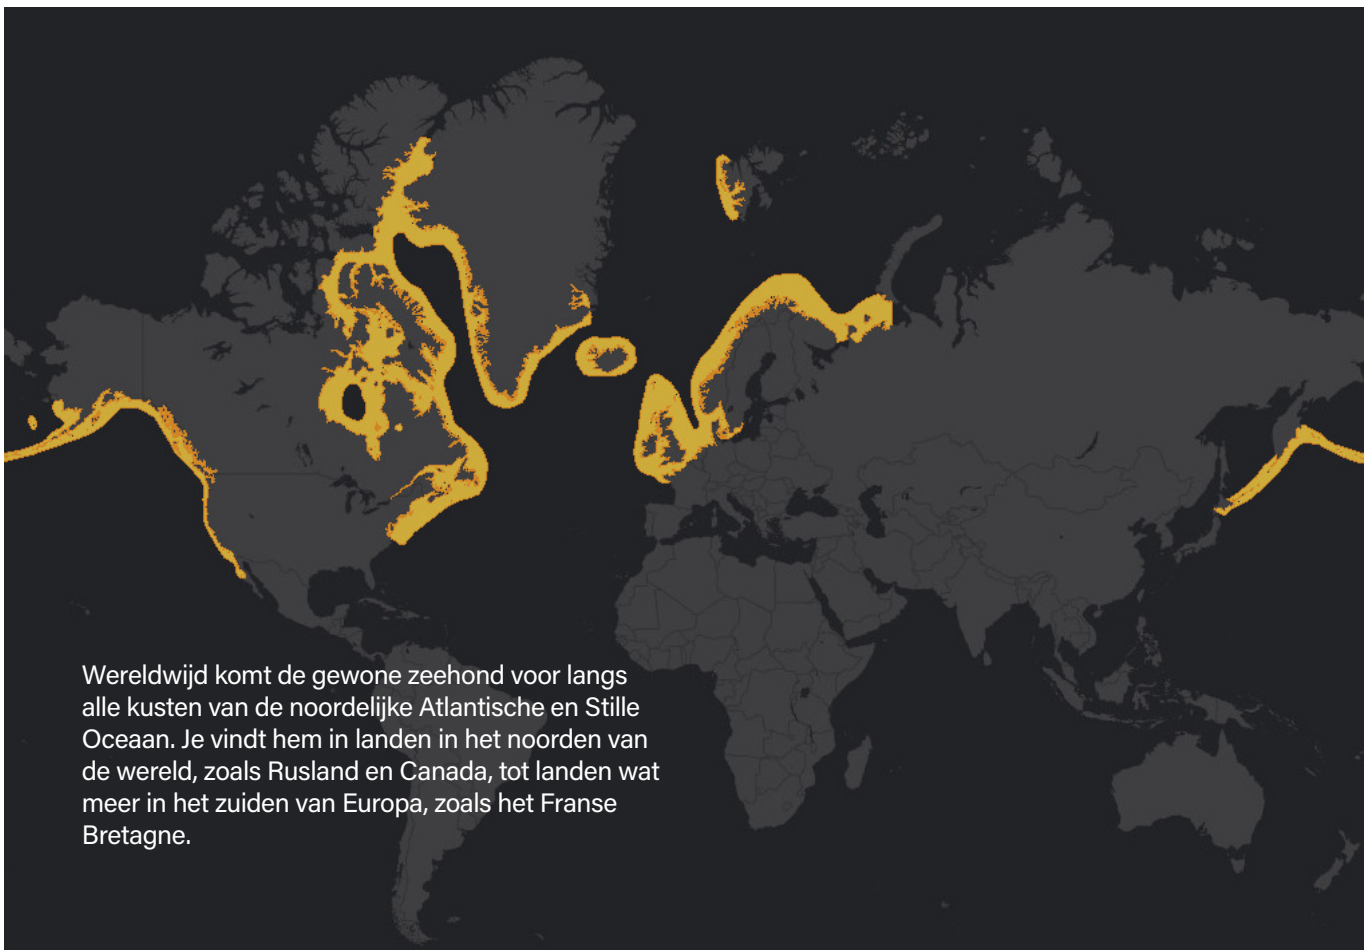 Wereldwijd komt de gewone zeehond voor langs
alle kusten van de noordelijke Atlantische en Stille
Oceaan. Je vindt hem in landen in het noorden van
de wereld, zoals Rusland en Canada, tot landen wat
meer in het zuiden van Europa, zoals het Franse
Bretagne.